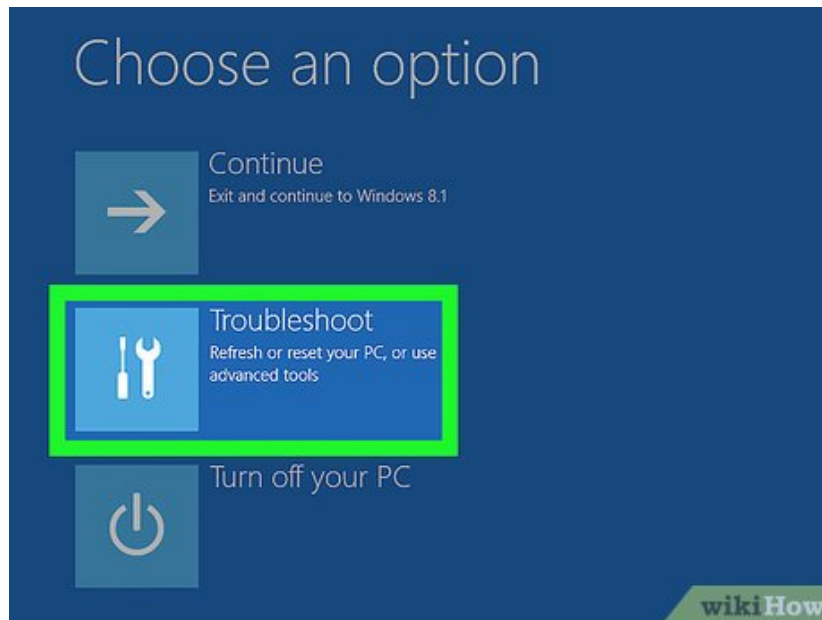 Choose an option
Continue
Exit and continue to Windows 8.1
Troubleshoot
Refresh or reset your PC, or use
advanced tools
Turn off your PC
wikiHow